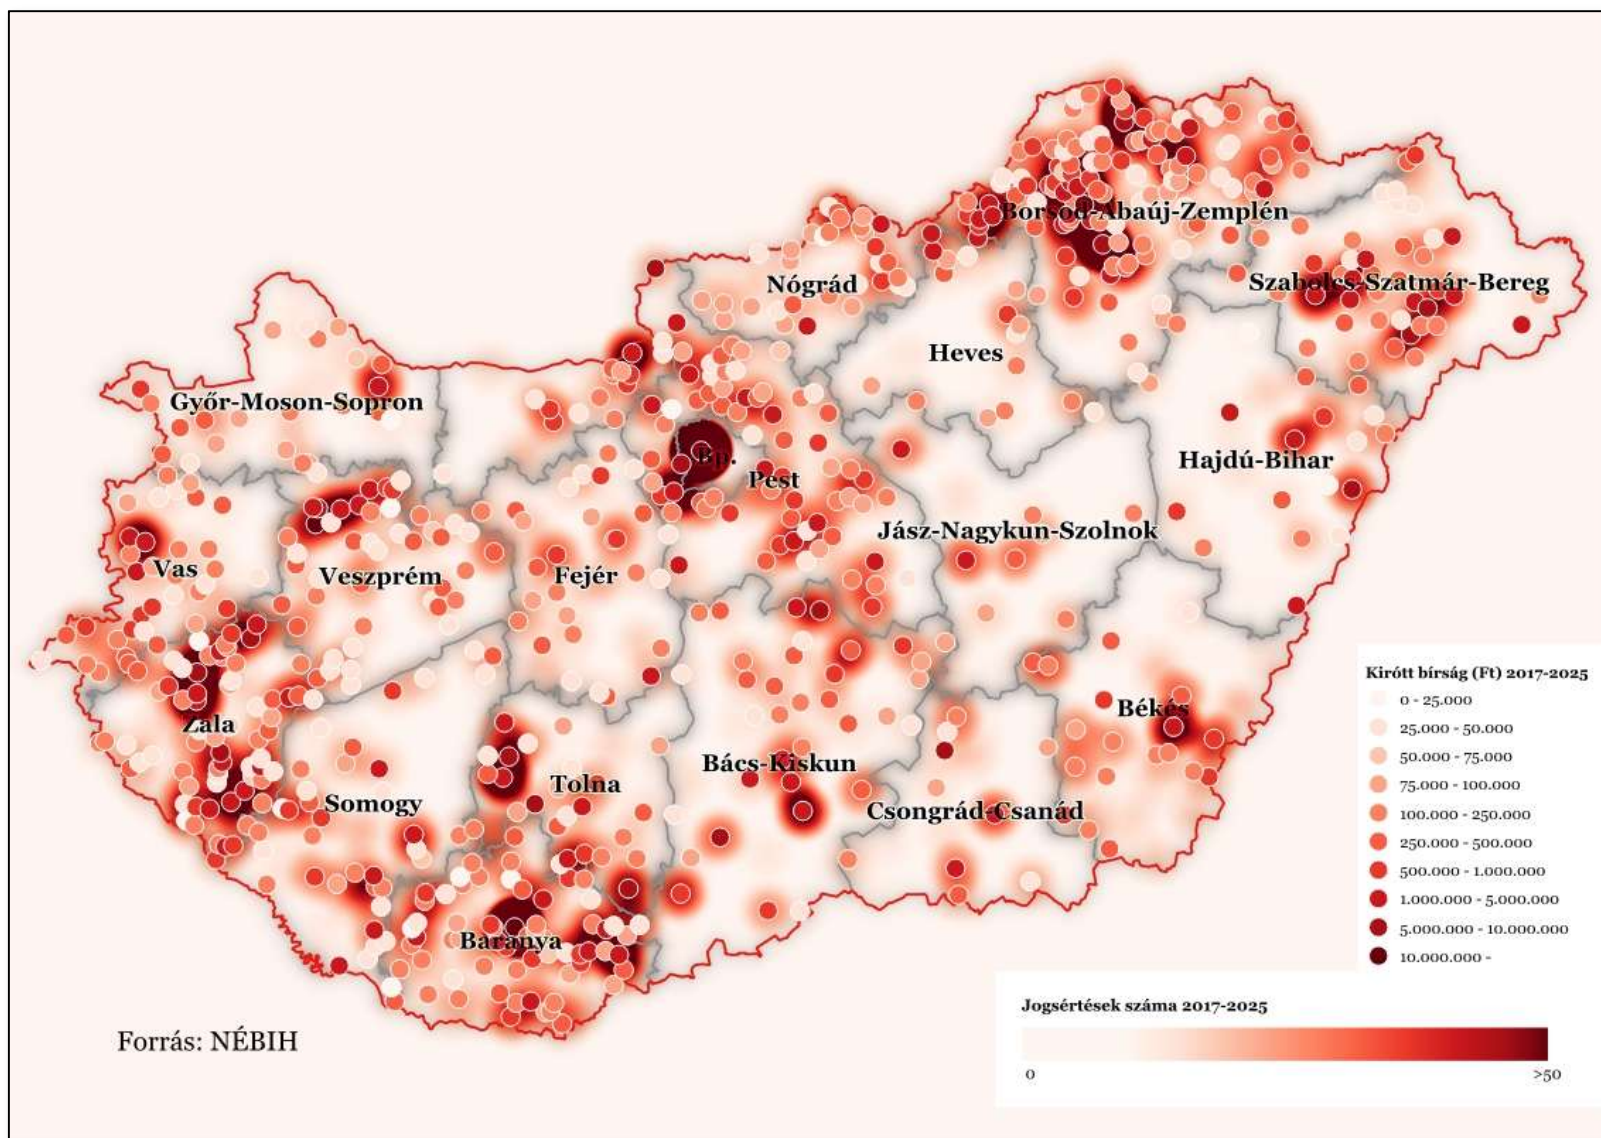 Borsod-Abaúj-Zemplén
Nógrád
Szabolcs-Szatmár-Bereg
Heves
Győr-Moson-Sopron
Bp.
Pest
Hajdú-Bihar
Jász-Nagykun-Szolnok
Vas
Veszprém
Fejér
Zala
Békés
Bács-Kiskun
Tolna
Somogy
Csongrád-Csanád
Baranya
Kirótt bírság (Ft) 2017-2025
0 - 25.000
25.000 - 50.000
50.000 - 75.000
75.000 - 100.000
100.000 - 250.000
250.000 - 500.000
500.000 - 1.000.000
1.000.000 - 5.000.000
5.000.000 - 10.000.000
10.000.000 -
Jogsértések száma 2017-2025
0 >50
Forrás: NÉBIH